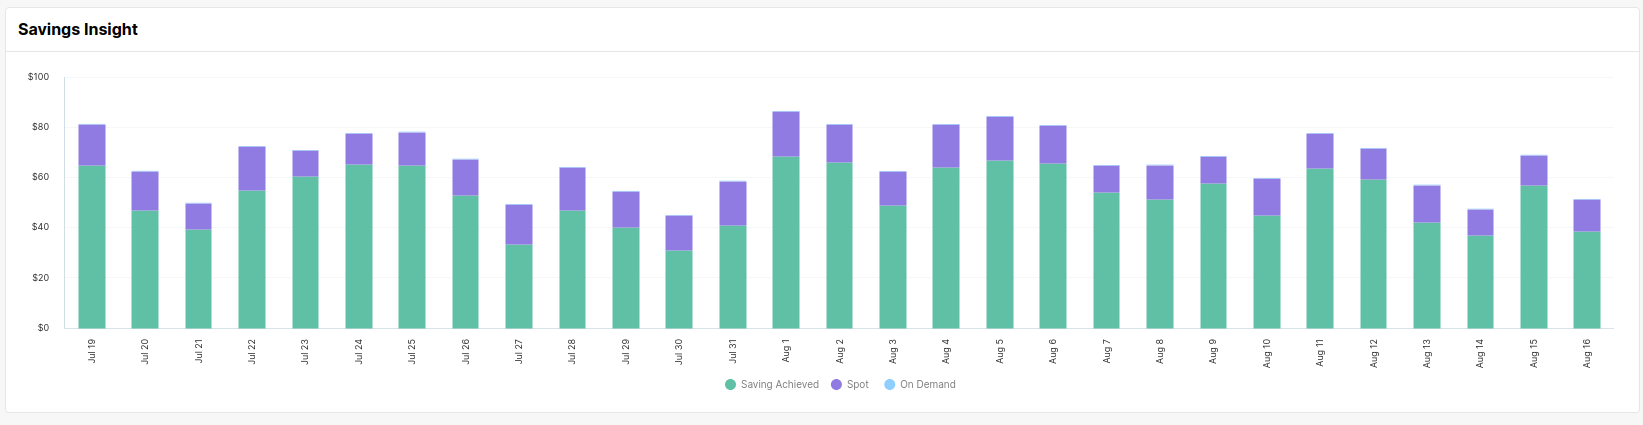 Savings Insight
$100
$80
$60
$40
$20
$0
Jul 19
Jul 20
Jul 21
Jul 22
Jul 23
Jul 24
Jul 25
Jul 26
Jul 27
Jul 28
Jul 29
Jul 30
Jul 31
Aug 1
Aug 2
Aug 3
Aug 4
Aug 5
Aug 6
Aug 7
Aug 8
Aug 9
Aug 10
Aug 11
Aug 12
Aug 13
Aug 14
Aug 15
Aug 16
Saving Achieved Spot On Demand